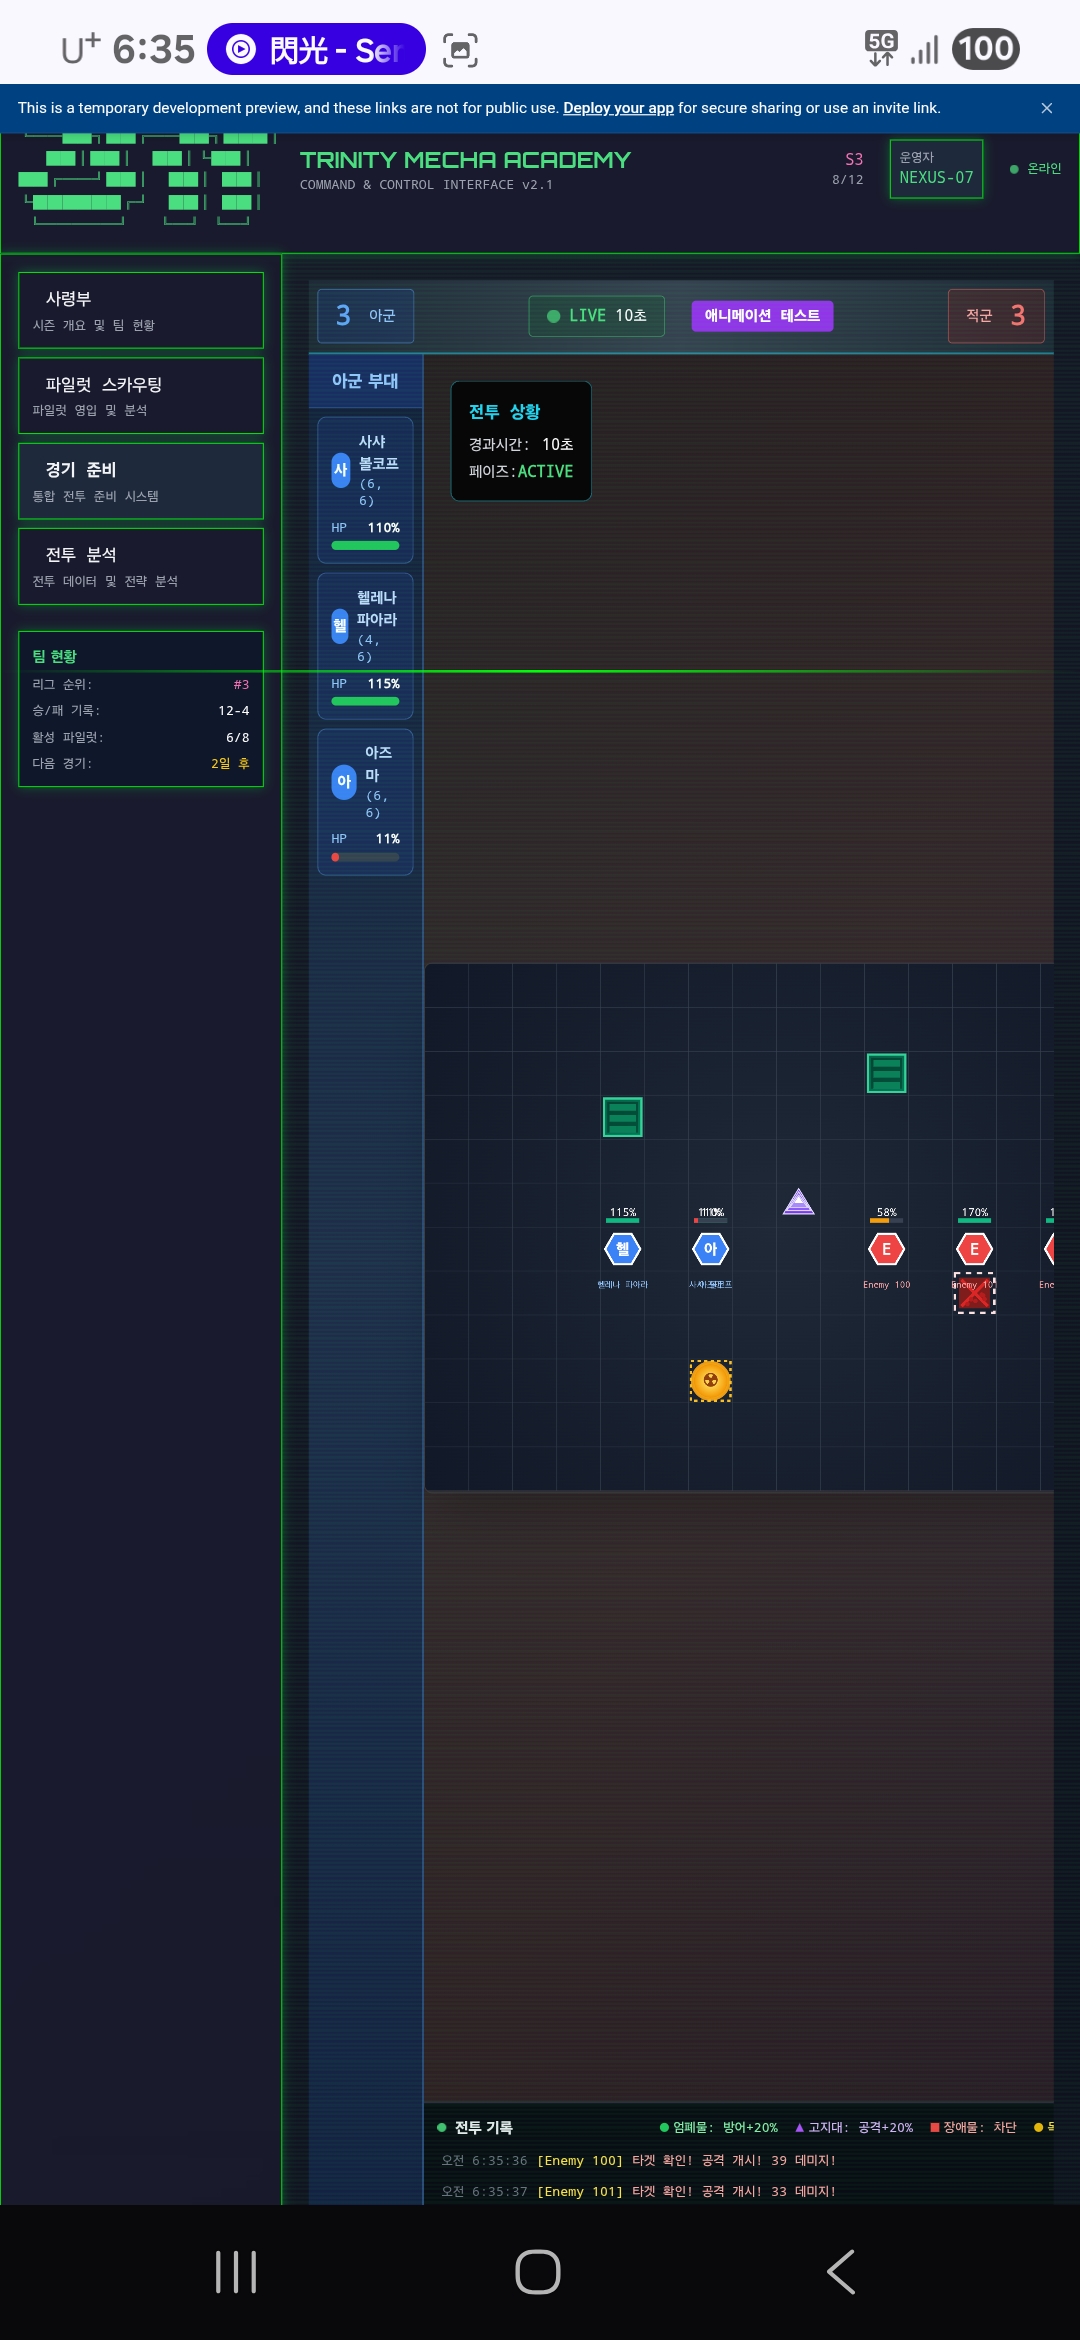 U+ 6:35 閃光 - Ser 5G 100
This is a temporary development preview, and these links are not for public use. Deploy your app for secure sharing or use an invite link.
TRINITY MECHA ACADEMY
COMMAND & CONTROL INTERFACE v2.1
S3
8/12
운영자
NEXUS-07
온라인
사령부
시즌 개요 및 팀 현황
파일럿 스카우팅
파일럿 영입 및 분석
경기 준비
통합 전투 준비 시스템
전투 분석
전투 데이터 및 전략 분석
팀 현황
리그 순위: #3
승/패 기록: 12-4
활성 파일럿: 6/8
다음 경기: 2일 후
3 아군
LIVE 10초
애니메이션 테스트
적군 3
아군 부대
사
사샤
볼코프
(6,
6)
HP 110%
헬
헬레나
파이라
(4,
6)
HP 115%
아
아즈
마
(6,
6)
HP 11%
전투 상황
경과시간: 10초
페이즈: ACTIVE
115%
58%
170%
헬 아 E E
헬레나 파이라
Enemy 100
Enemy 10
Ene
전투 기록
엄폐물: 방어+20% 고지대: 공격+20% 장애물: 차단
오전 6:35:36 [Enemy 100] 타겟 확인! 공격 개시! 39 데미지!
오전 6:35:37 [Enemy 101] 타겟 확인! 공격 개시! 33 데미지!